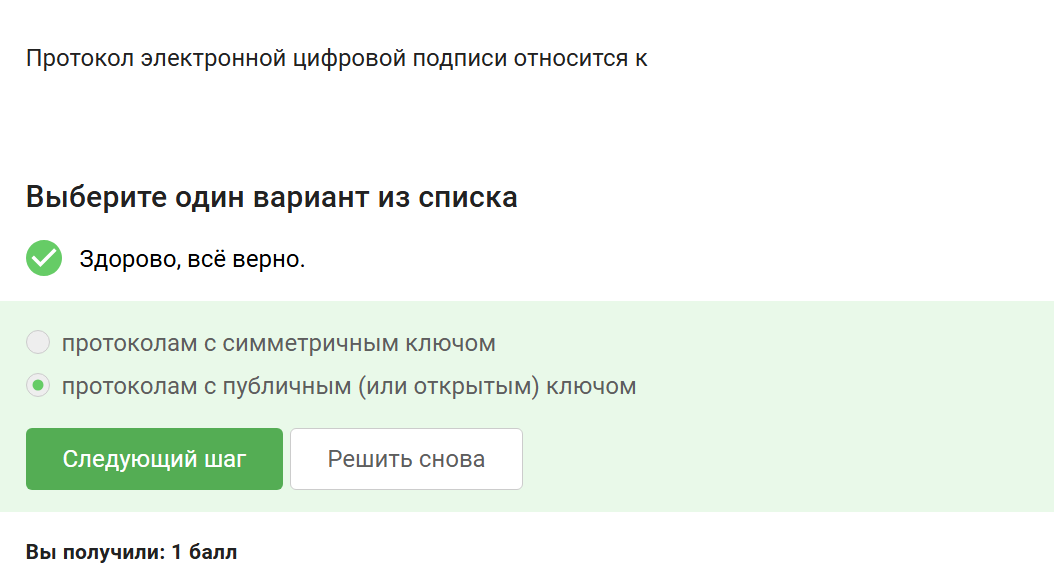 Протокол электронной цифровой подписи относится к
Выберите один вариант из списка
Здорово, всё верно.
протоколам с симметричным ключом
протоколам с публичным (или открытым) ключом
Следующий шаг
Решить снова
Вы получили: 1 балл